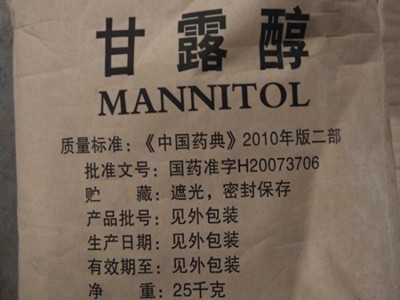 甘露醇
MANNITOL
质量标准：《中国药典》2010年版二部
批准文号：国药准字H20073706
贮 藏：遮光，密封保存
产品批号：见外包装
生产日期：见外包装
有效期至：见外包装
净 重：25千克